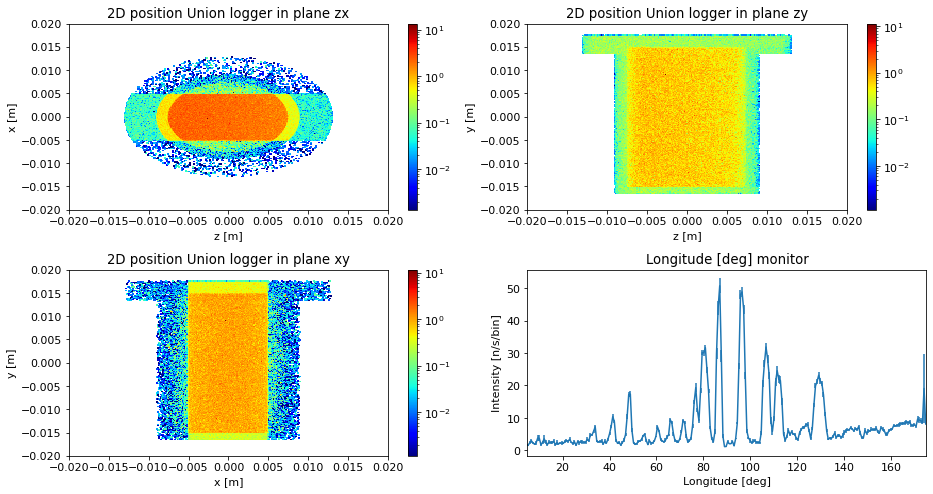 2D position Union logger in plane zx
0.020
0.015
0.010
0.005
0.000
−0.005
−0.010
−0.015
−0.020
x [m]
−0.020 −0.015 −0.010 −0.005 0.000 0.005 0.010 0.015 0.020
z [m]
10^1
10^0
10^−1
10^−2
2D position Union logger in plane zy
0.020
0.015
0.010
0.005
0.000
−0.005
−0.010
−0.015
−0.020
y [m]
−0.020 −0.015 −0.010 −0.005 0.000 0.005 0.010 0.015 0.020
z [m]
10^1
10^0
10^−1
10^−2
2D position Union logger in plane xy
0.020
0.015
0.010
0.005
0.000
−0.005
−0.010
−0.015
−0.020
y [m]
−0.020 −0.015 −0.010 −0.005 0.000 0.005 0.010 0.015 0.020
x [m]
10^1
10^0
10^−1
10^−2
Longitude [deg] monitor
50
40
30
20
10
0
Intensity [n/s/bin]
20 40 60 80 100 120 140 160
Longitude [deg]